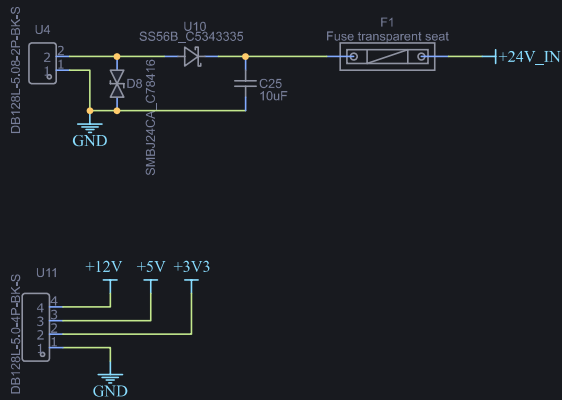 U4
DB128L-5.08-2P-BK-S
2
1
2
1
U10
SS56B_C5343335
D8
SMBJ24CA_C78416
C25
10uF
F1
Fuse transparent seat
+24V_IN
GND
U11
DB128L-5.0-4P-BK-S
4
3
2
1
4
3
2
1
+12V
+5V
+3V3
GND